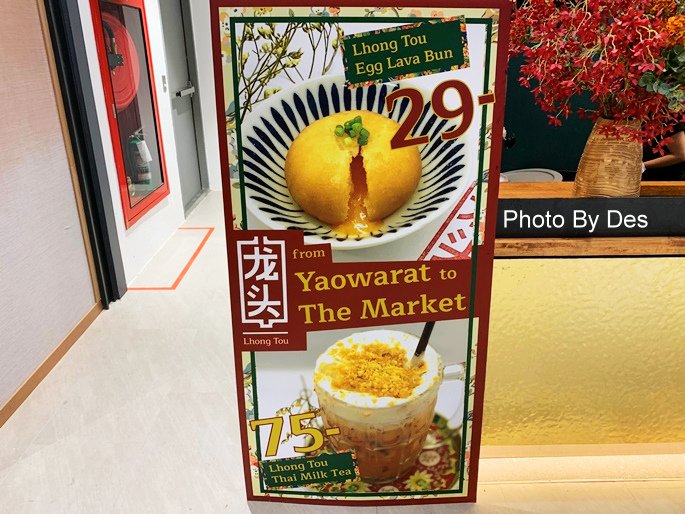 Lhong Tou
Egg Lava Bun
29-
龙头
Lhong Tou
from
Yaowarat to
The Market
75-
Lhong Tou
Thai Milk Tea
Photo By Des